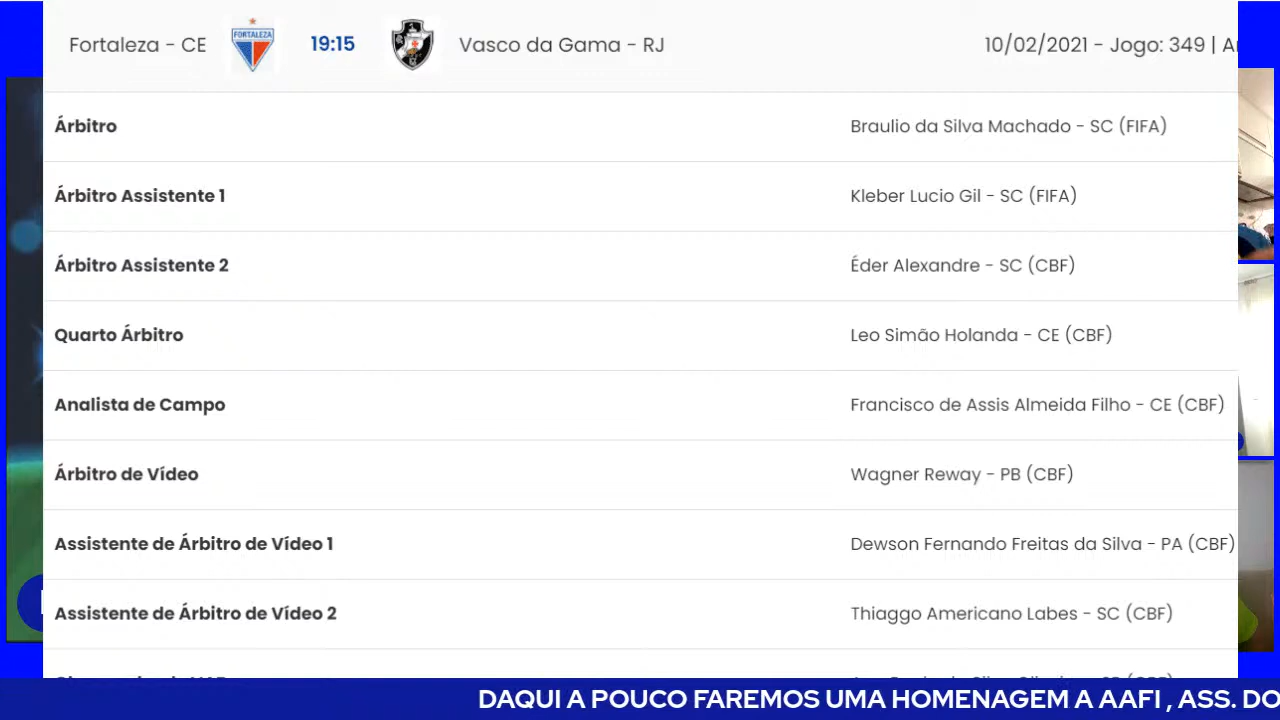 Fortaleza - CE FORTALEZA 19:15 Vasco da Gama - RJ 10/02/2021 - Jogo: 349 |
Árbitro Braulio da Silva Machado - SC (FIFA)
Árbitro Assistente 1 Kleber Lucio Gil - SC (FIFA)
Árbitro Assistente 2 Éder Alexandre - SC (CBF)
Quarto Árbitro Leo Simão Holanda - CE (CBF)
Analista de Campo Francisco de Assis Almeida Filho - CE (CBF)
Árbitro de Vídeo Wagner Reway - PB (CBF)
Assistente de Árbitro de Vídeo 1 Dewson Fernando Freitas da Silva - PA (CBF)
Assistente de Árbitro de Vídeo 2 Thiaggo Americano Labes - SC (CBF)
DAQUI A POUCO FAREMOS UMA HOMENAGEM A AAFI , ASS. DO